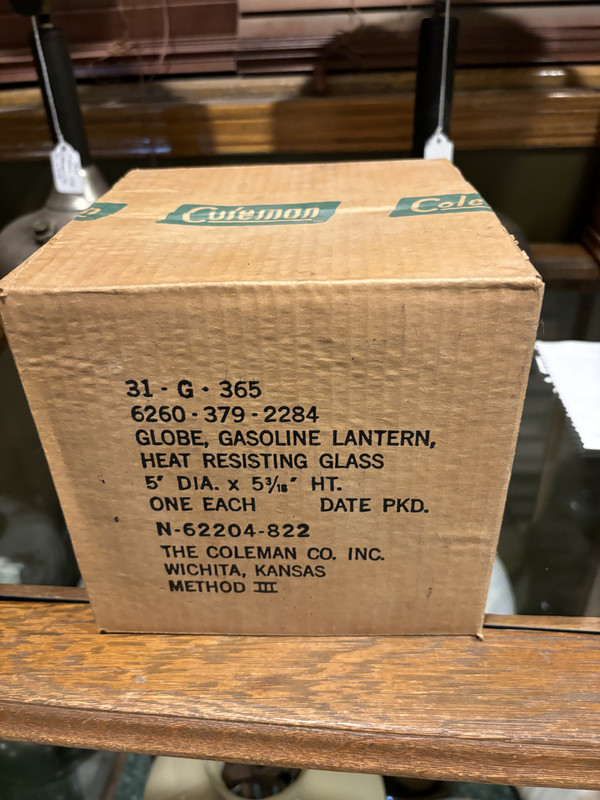 Coleman
Cole
31 - G - 365
6260-379-2284
GLOBE, GASOLINE LANTERN,
HEAT RESISTING GLASS
5" DIA. x 5 3/16" HT.
ONE EACH DATE PKD.
N-62204-822
THE COLEMAN CO. INC.
WICHITA, KANSAS
METHOD III